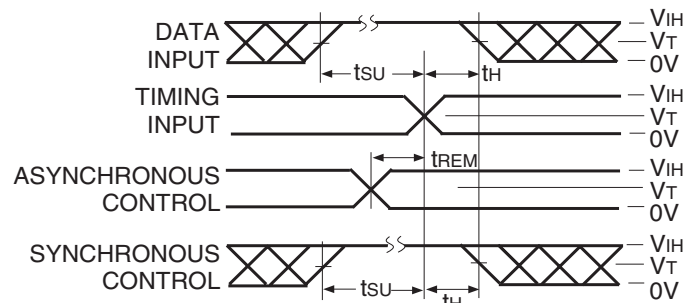 DATA
INPUT
tSU
tH
VIH
VT
0V
TIMING
INPUT
VIH
VT
0V
tREM
ASYNCHRONOUS
CONTROL
VIH
VT
0V
SYNCHRONOUS
CONTROL
tSU
tH
VIH
VT
0V